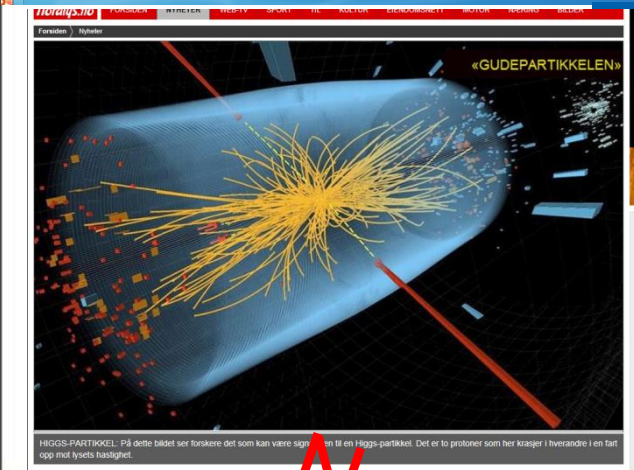 nordlys.no FORSIDEN NYHETER WEB-TV SPORT TIL KULTUR EIENDOMSNETT MOTOR NÆRING BILDER
Forsiden Nyheter
«GUDEPARTIKKELEN»
HIGGS-PARTIKKEL: På dette bildet ser forskere det som kan være en til en Higgs-partikkel. Det er to protoner som her krasjer i hverandre i en fart
opp mot lysets hastighet.